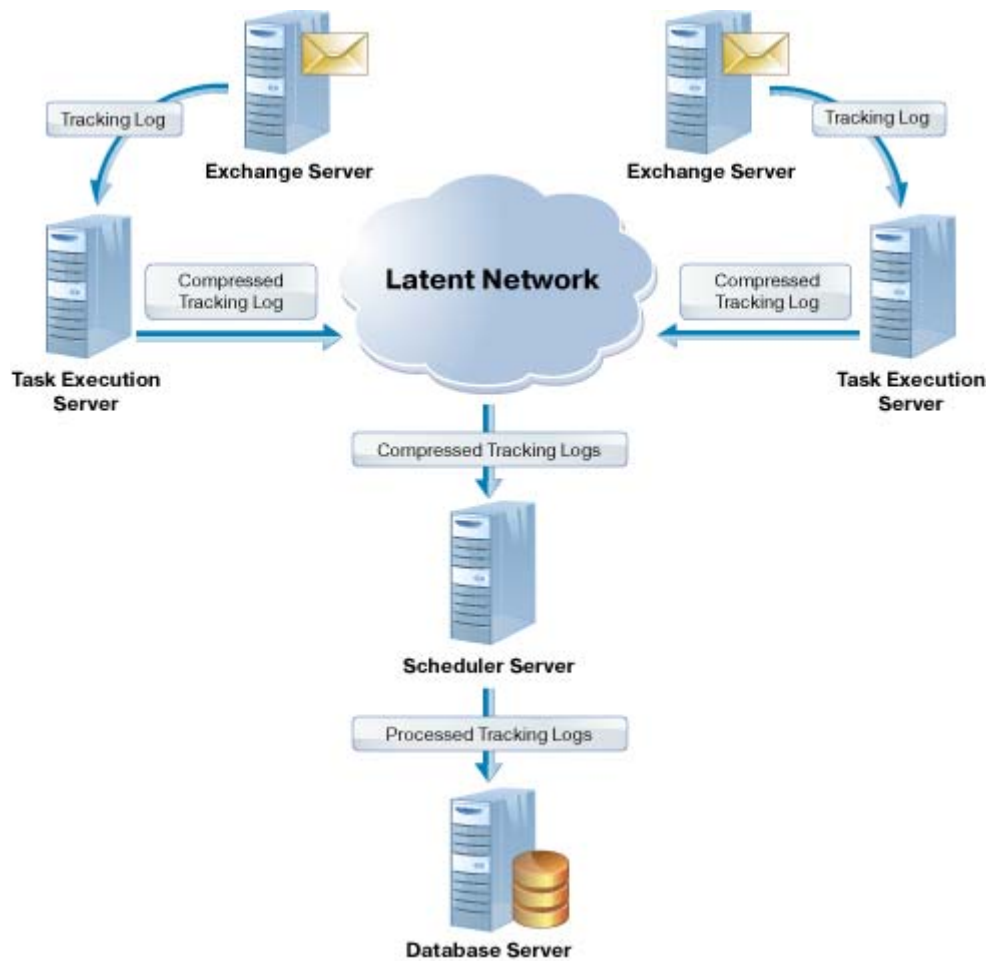 Tracking Log
Exchange Server
Tracking Log
Exchange Server
Compressed
Tracking Log
Latent Network
Compressed
Tracking Log
Task Execution
Server
Task Execution
Server
Compressed Tracking Logs
Scheduler Server
Processed Tracking Logs
Database Server